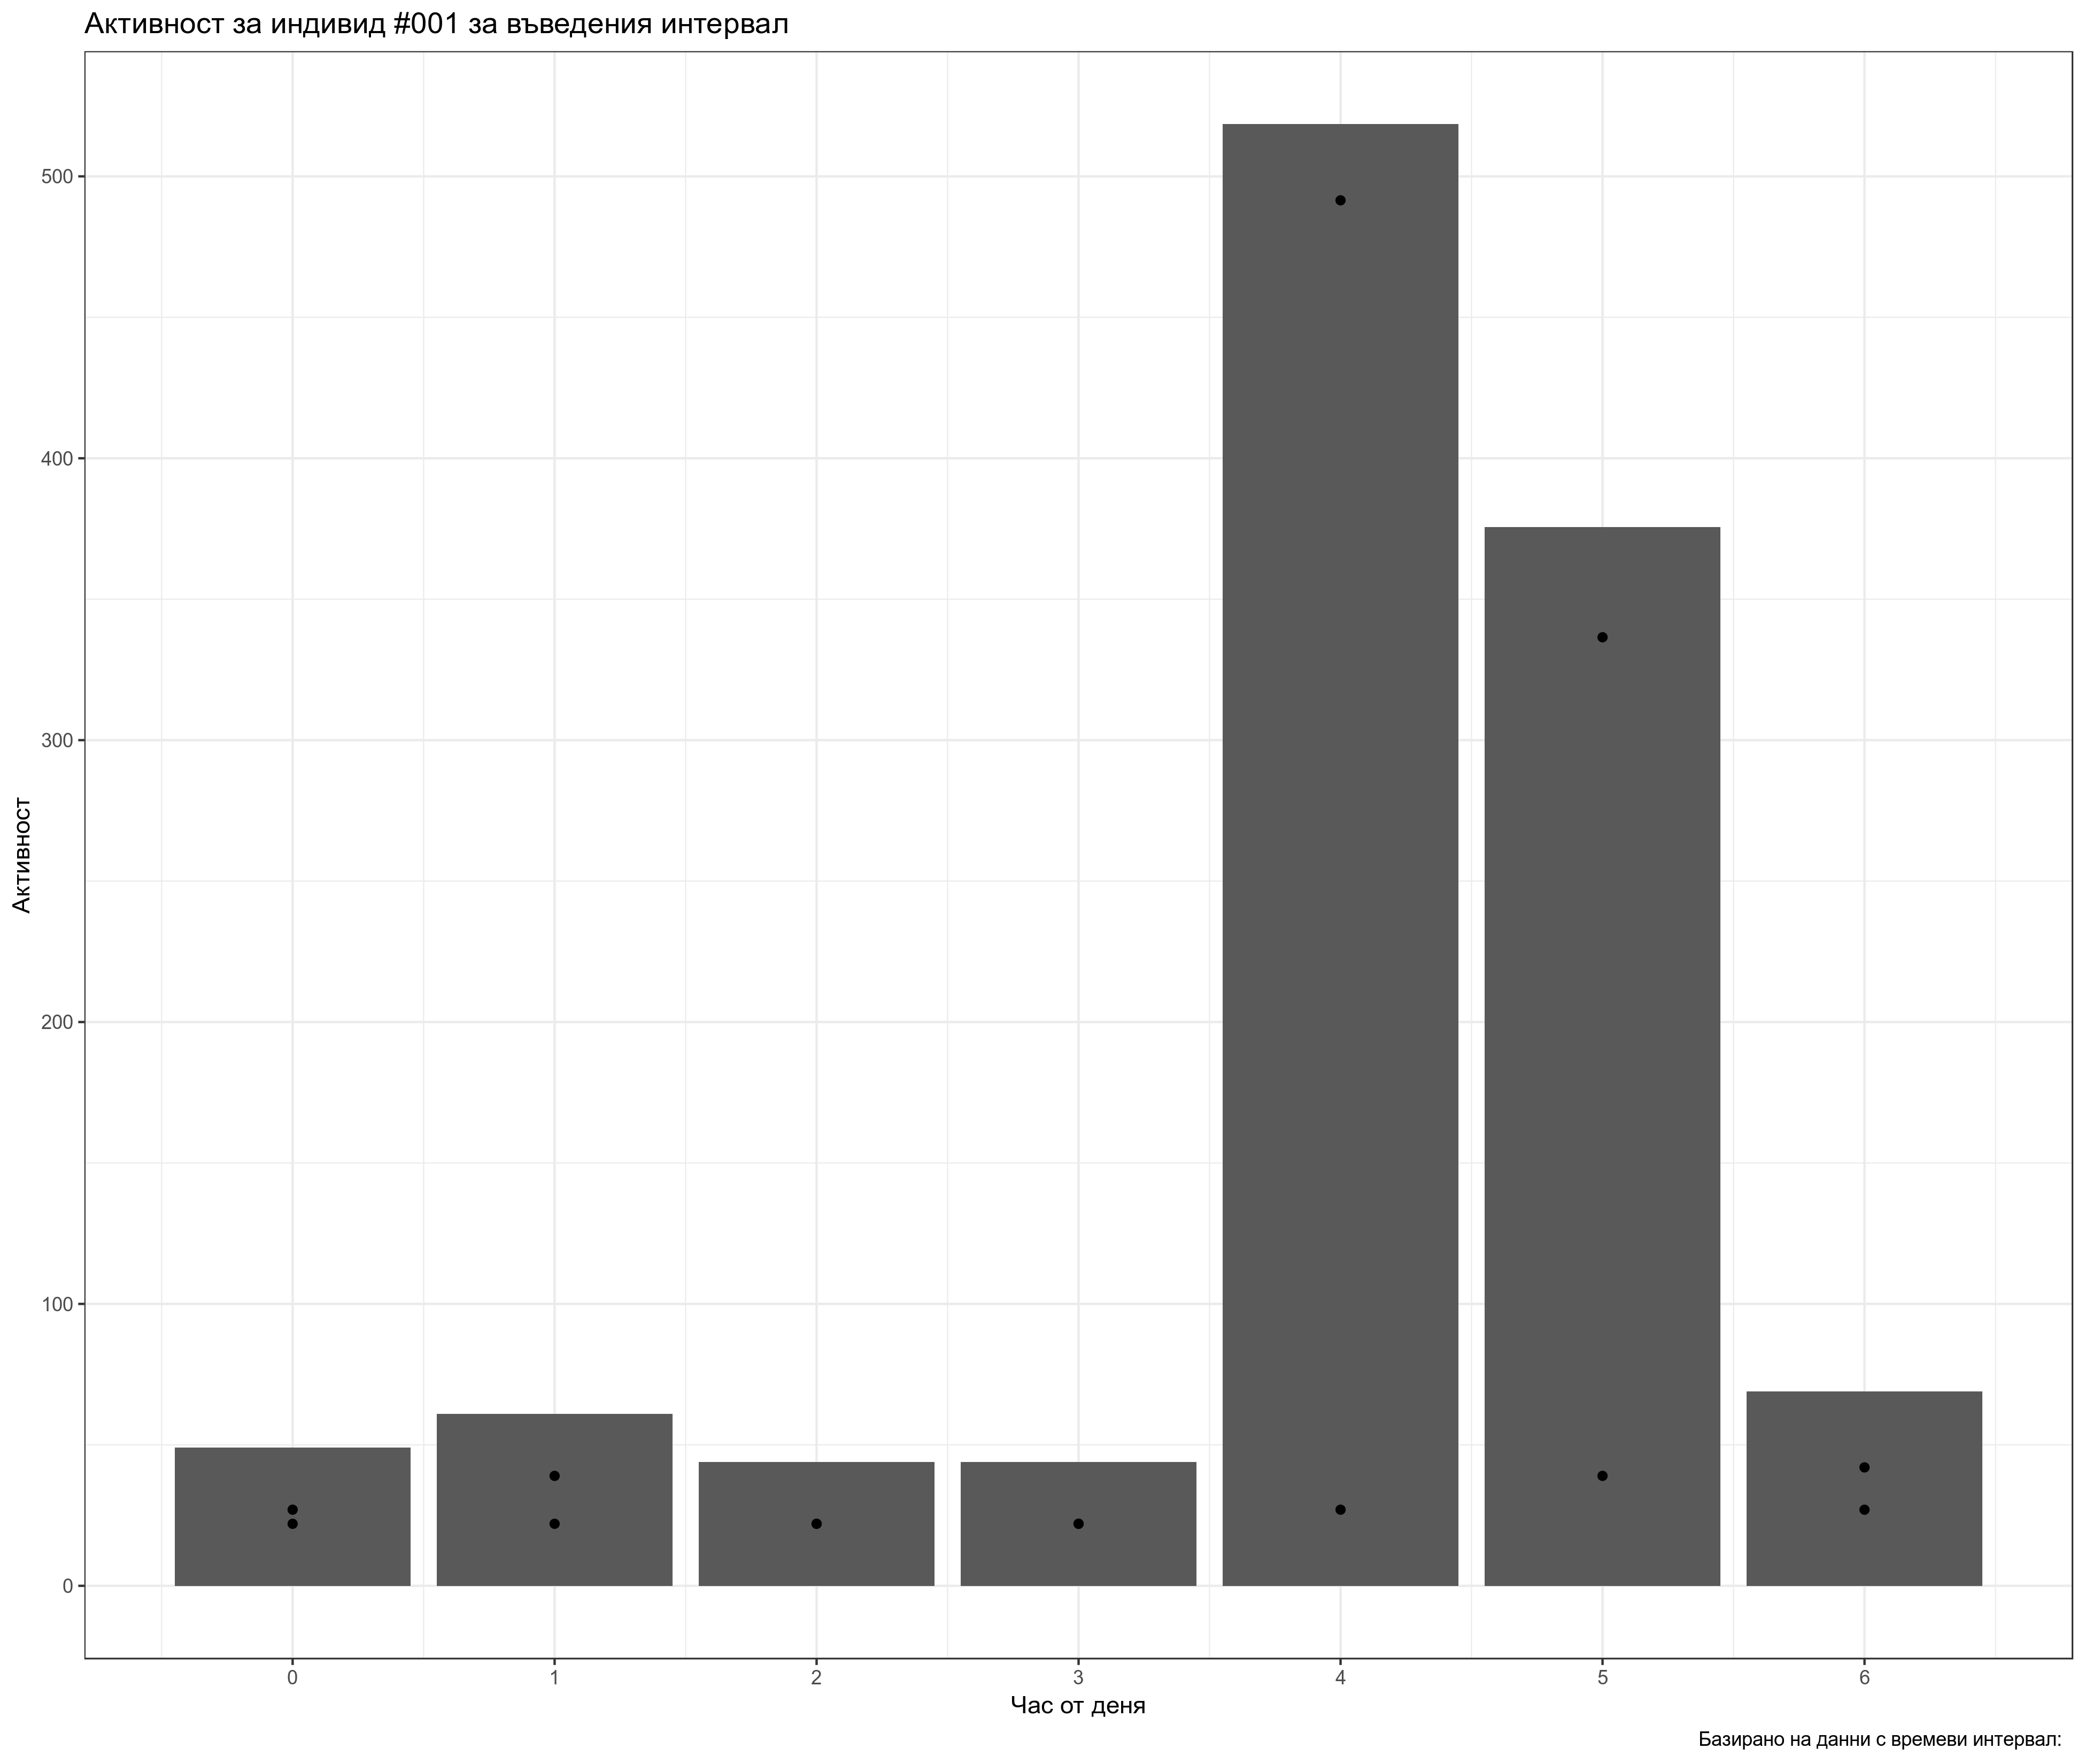 Активност за индивид #001 за въведения интервал
Активност
500
400
300
200
100
0
0 1 2 3 4 5 6
Час от деня
Базирано на данни с времеви интервал: